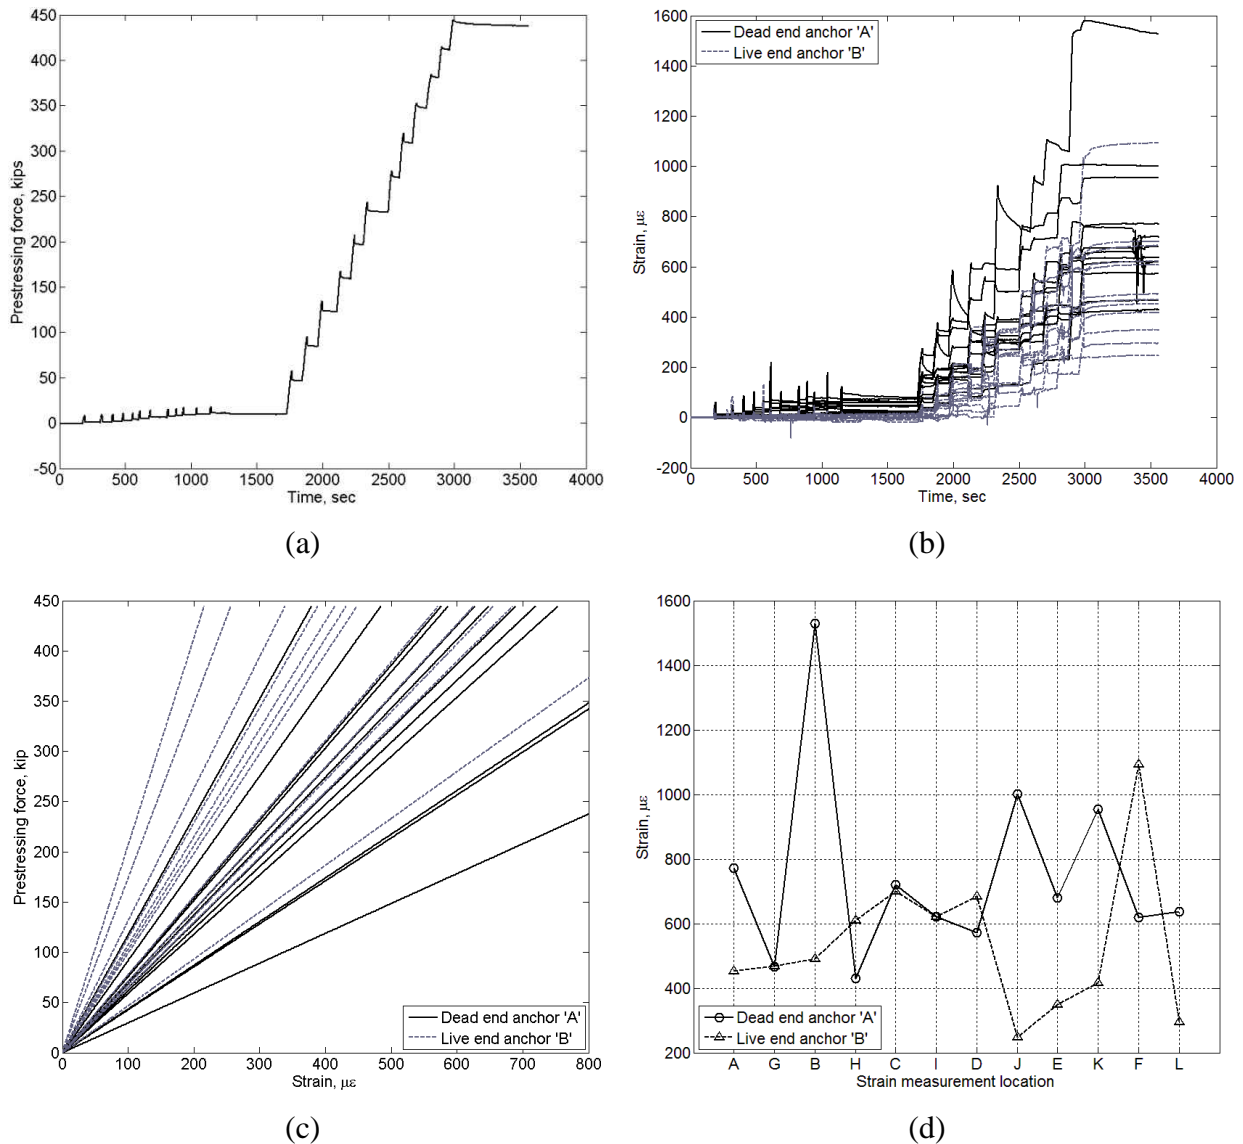 450
400
350
300
250
200
150
100
50
0
-50
Prestressing force, kips
0 500 1000 1500 2000 2500 3000 3500 4000
Time, sec
(a)
1600
1400
1200
1000
800
600
400
200
0
-200
Strain, με
Dead end anchor 'A'
Live end anchor 'B'
0 500 1000 1500 2000 2500 3000 3500 4000
Time, sec
(b)
450
400
350
300
250
200
150
100
50
0
Prestressing force, kip
Dead end anchor 'A'
Live end anchor 'B'
0 100 200 300 400 500 600 700 800
Strain, με
(c)
1600
1400
1200
1000
800
600
400
200
Strain, με
Dead end anchor 'A'
Live end anchor 'B'
A G B H C I D J E K F L
Strain measurement location
(d)